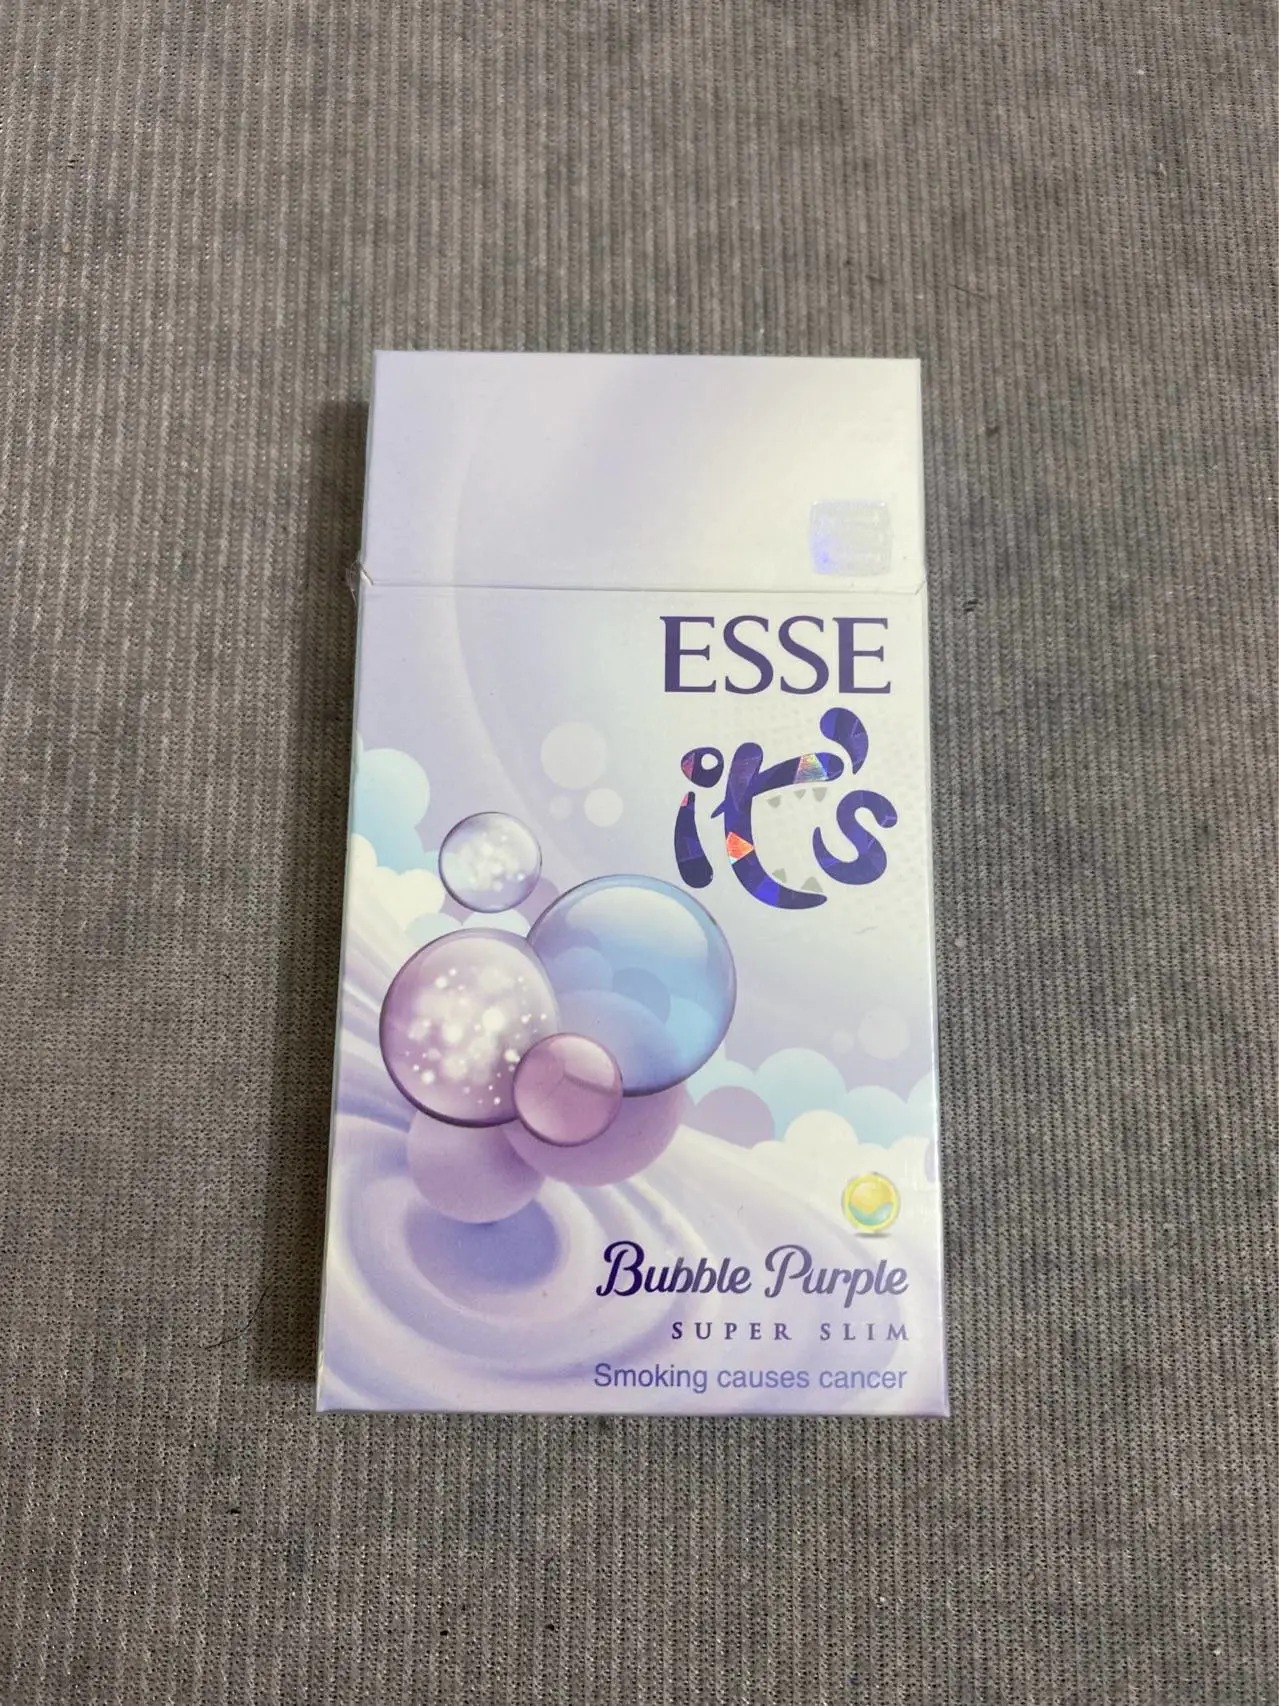 ESSE
it's
Bubble Purple
SUPER SLIM
Smoking causes cancer